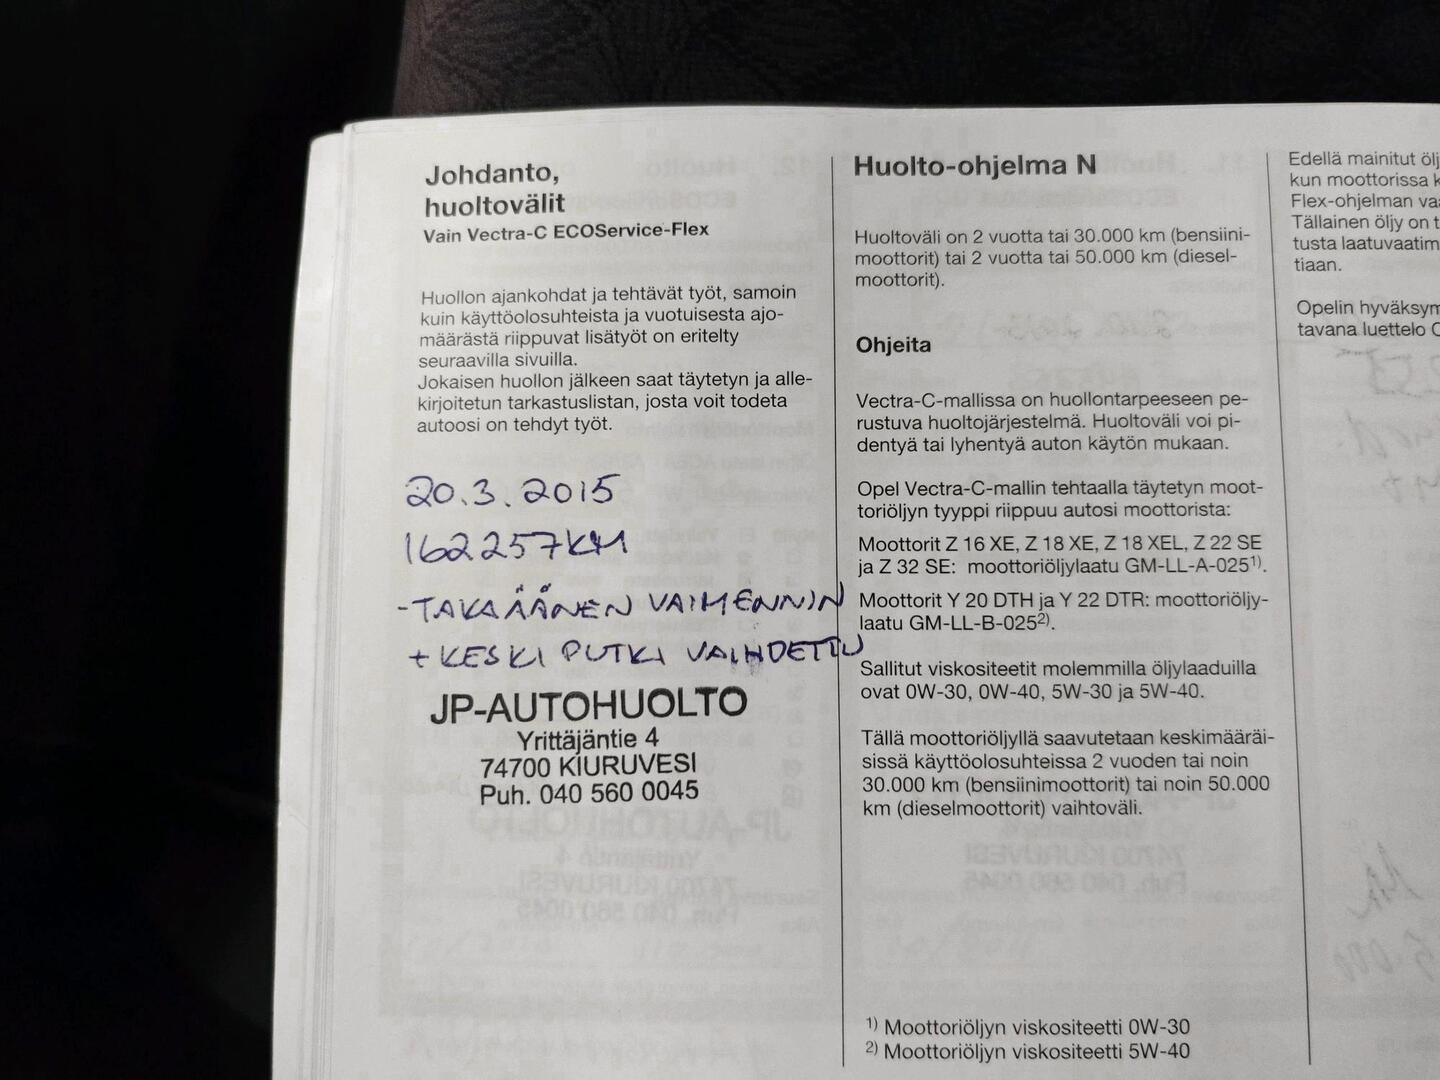 Johdanto,
huoltovälit
Vain Vectra-C ECOService-Flex
Huollon ajankohdat ja tehtävät työt, samoin
kuin käyttöolosuhteista ja vuotuisesta ajo-
määrästä riippuvat lisätyöt on eritelty
seuraavilla sivuilla.
Jokaisen huollon jälkeen saat täytetyn ja alle-
kirjoitetun tarkastuslistan, josta voit todeta
autoosi on tehdyt työt.
20.3.2015
162257KM
-TAKAÄÄNEN VAIMENNIN
+ KESKI PUTKI VAIHDETTU
JP-AUTOHUOLTO
Yrittäjäntie 4
74700 KIURUVESI
Puh. 040 560 0045
Huolto-ohjelma N
Huoltoväli on 2 vuotta tai 30.000 km (bensiini-
moottorit) tai 2 vuotta tai 50.000 km (diesel-
moottorit).
Ohjeita
Vectra-C-mallissa on huollontarpeeseen pe-
rustuva huoltojärjestelmä. Huoltoväli voi pi-
dentyä tai lyhentyä auton käytön mukaan.
Opel Vectra-C-mallin tehtaalla täytetyn moot-
toriöljyn tyyppi riippuu autosi moottorista:
Moottorit Z 16 XE, Z 18 XE, Z 18 XEL, Z 22 SE
ja Z 32 SE: moottoriöljylaatu GM-LL-A-025¹⁾.
Moottorit Y 20 DTH ja Y 22 DTR: moottoriöljy-
laatu GM-LL-B-025²⁾.
Sallitut viskositeetit molemmilla öljylaaduilla
ovat 0W-30, 0W-40, 5W-30 ja 5W-40.
Tällä moottoriöljyllä saavutetaan keskimääräi-
sissä käyttöolosuhteissa 2 vuoden tai noin
30.000 km (bensiinimoottorit) tai noin 50.000
km (dieselmoottorit) vaihtoväli.
¹⁾ Moottoriöljyn viskositeetti 0W-30
²⁾ Moottoriöljyn viskositeetti 5W-40
Edellä mainitut
kun moottorissa
Flex-ohjelman
Tällainen öljy on
tusta
tiaan.
Opelin
tavana luettelo